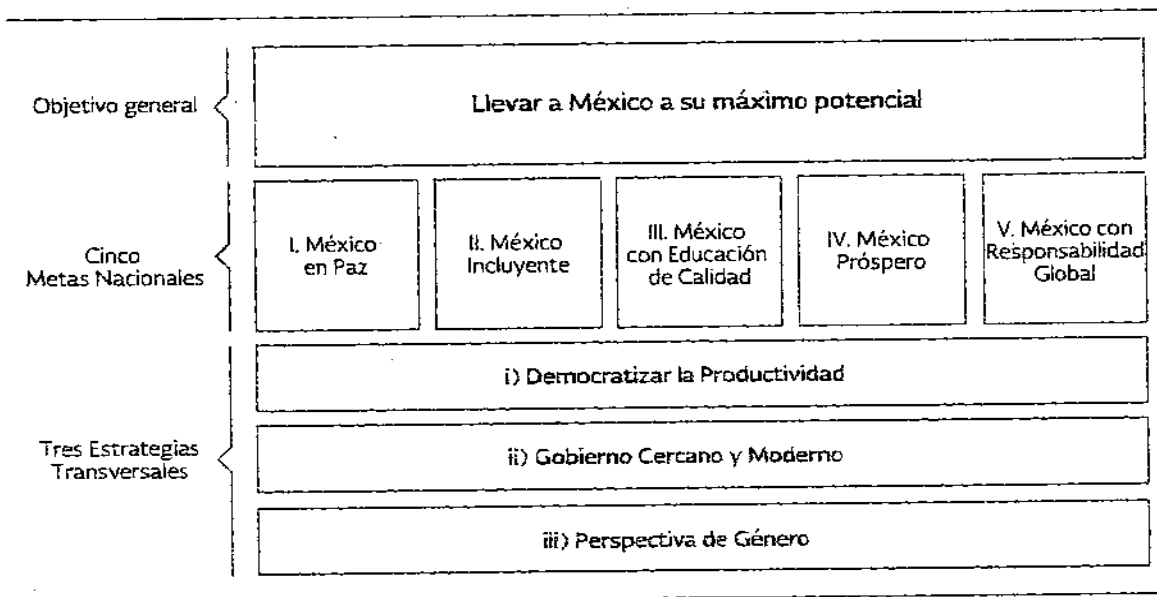 Objetivo general
Llevar a México a su máximo potencial
Cinco
Metas Nacionales
I. México
en Paz
II. México
Incluyente
III. México
con Educación
de Calidad
IV. México
Próspero
V. México con
Responsabilidad
Global
Tres Estrategias
Transversales
i) Democratizar la Productividad
ii) Gobierno Cercano y Moderno
iii) Perspectiva de Género